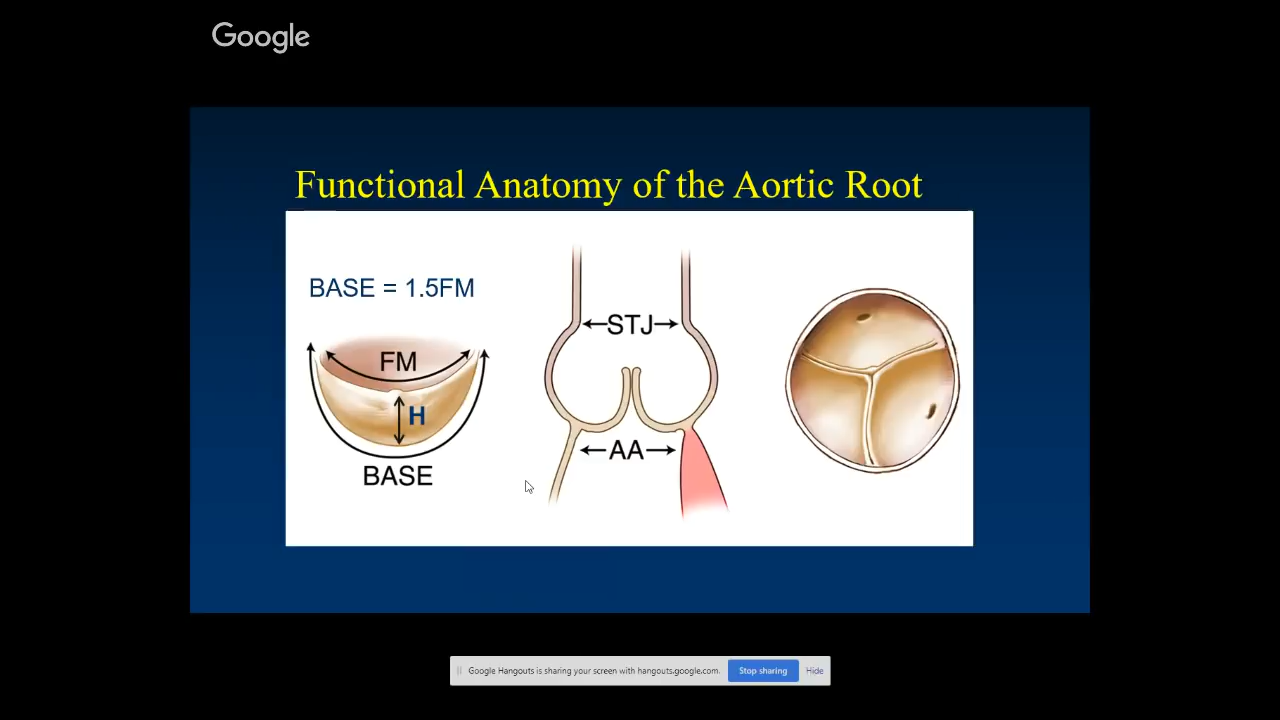 Google
Functional Anatomy of the Aortic Root
BASE = 1.5FM
FM
H
BASE
STJ
AA
Google Hangouts is sharing your screen with hangouts.google.com.
Stop sharing
Hide